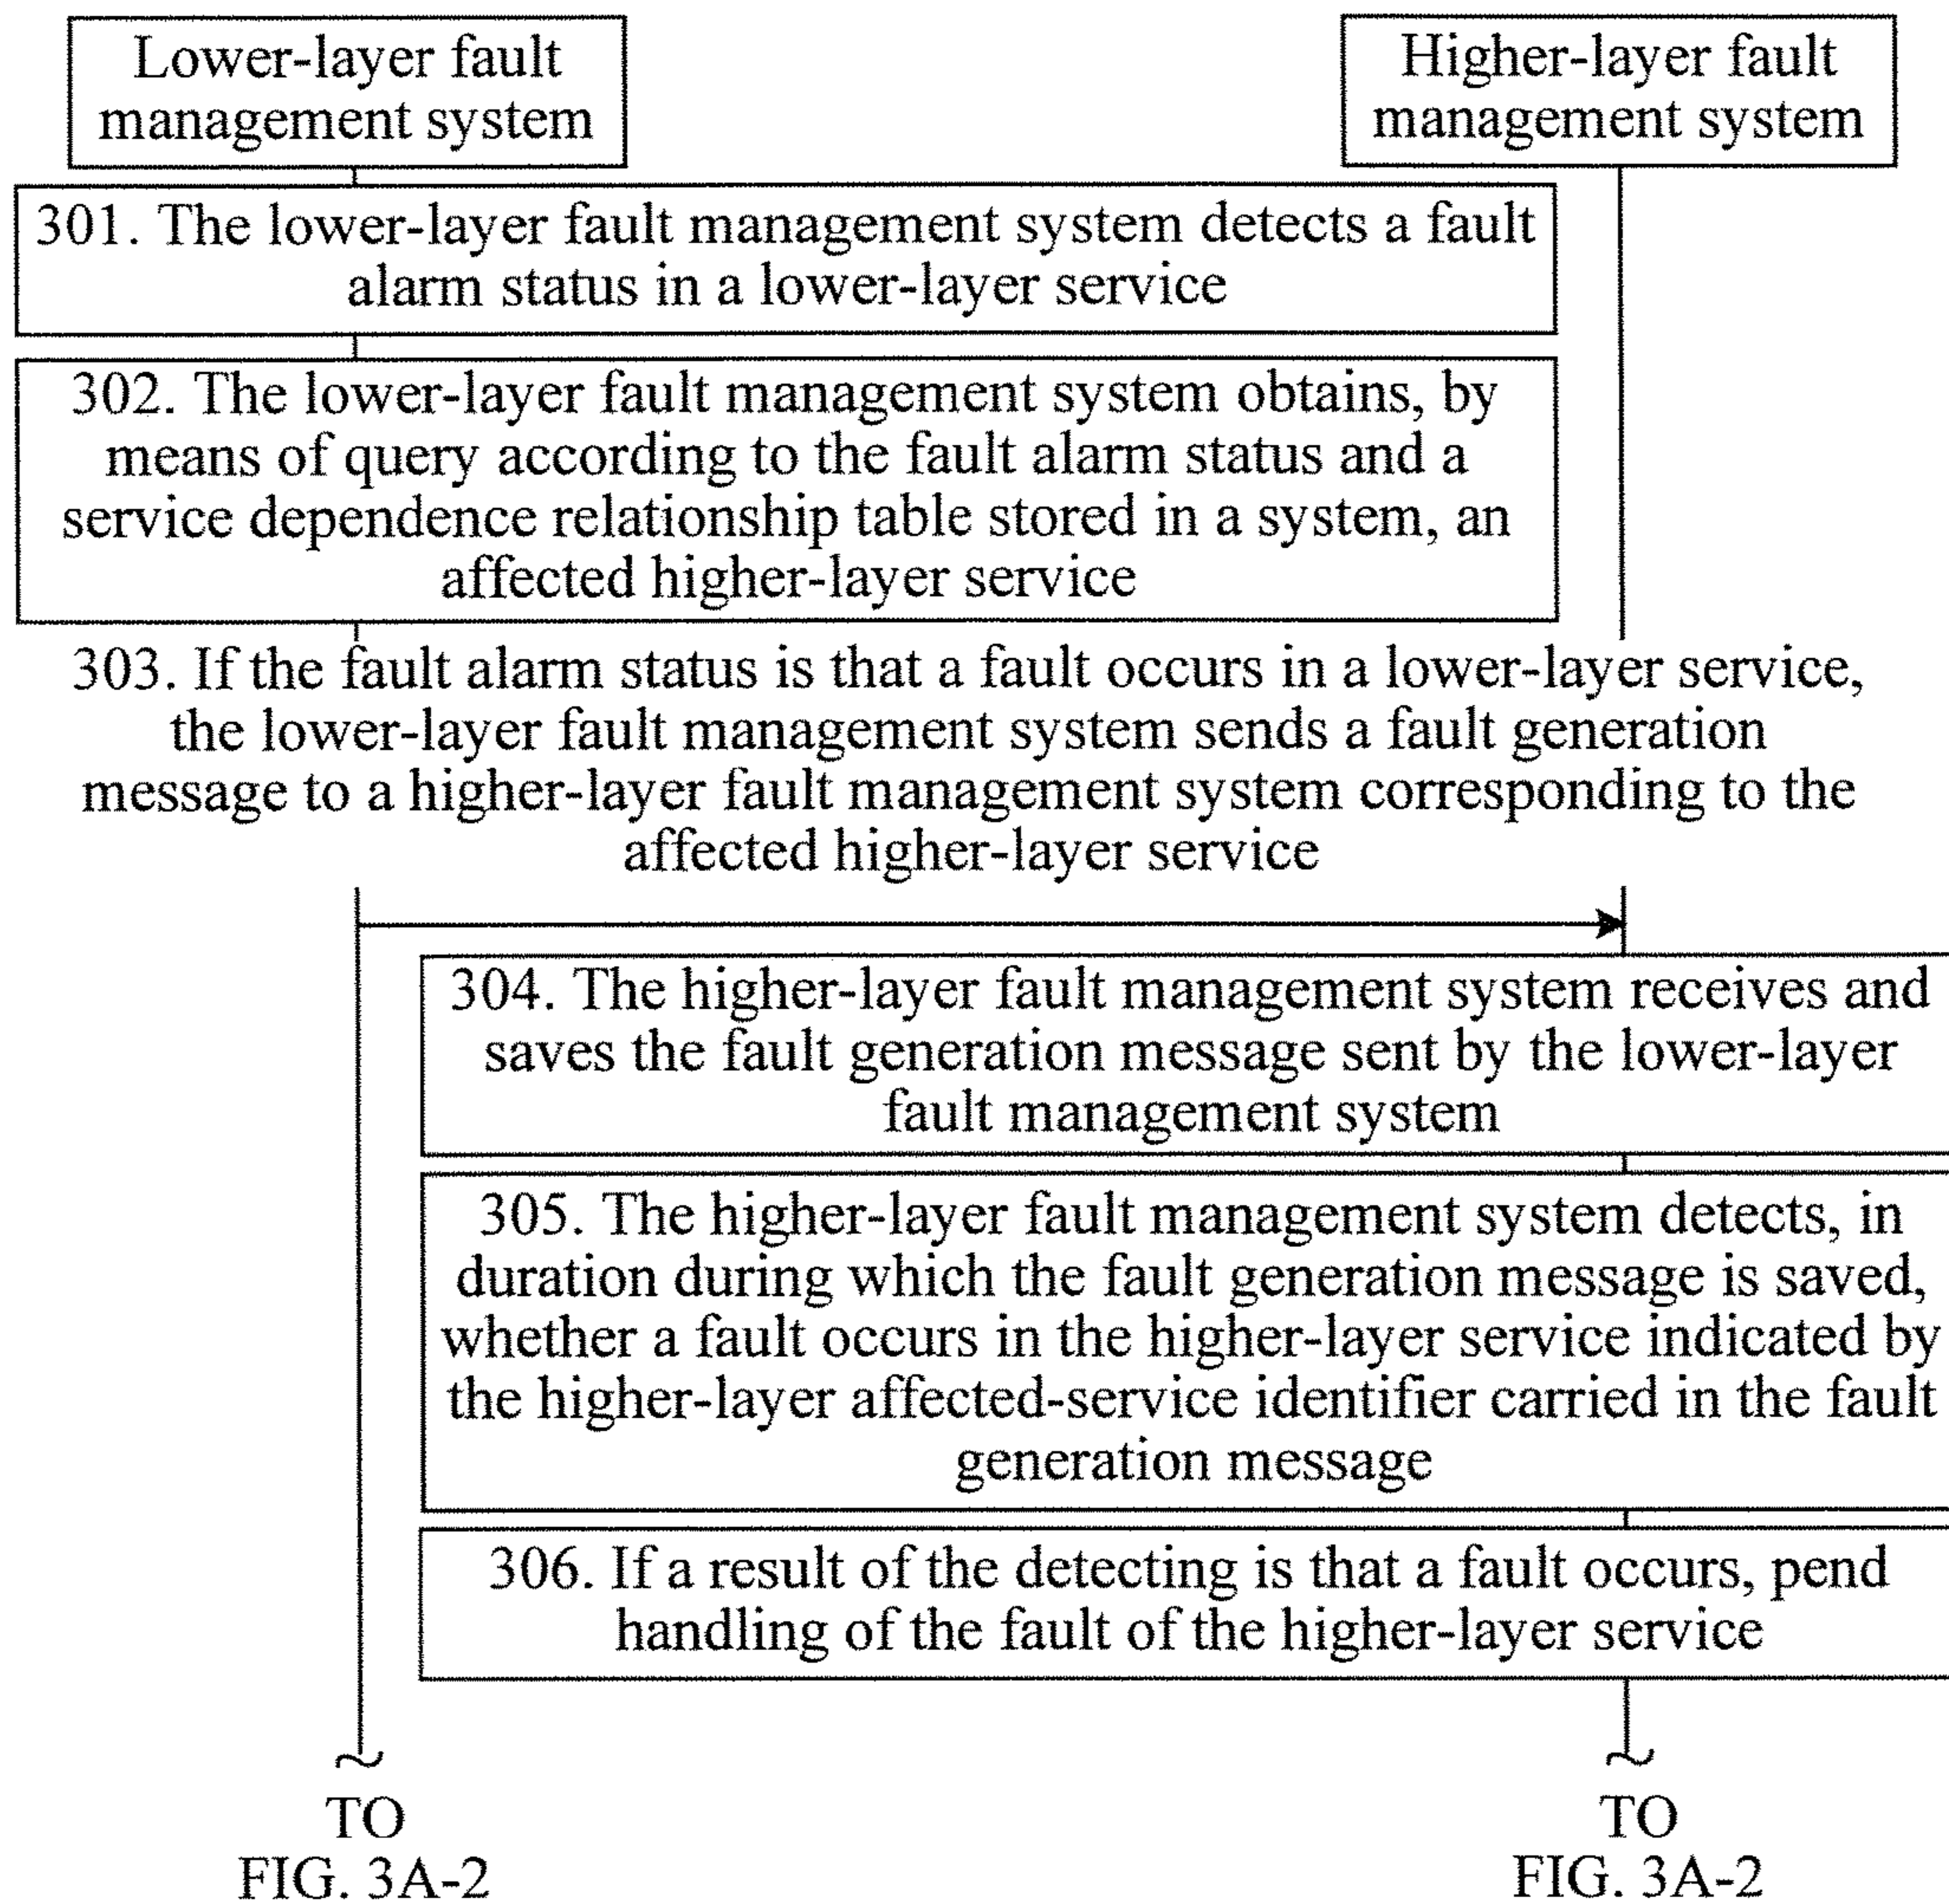 Lower-layer fault
management system
Higher-layer fault
management system
301. The lower-layer fault management system detects a fault
alarm status in a lower-layer service
302. The lower-layer fault management system obtains, by
means of query according to the fault alarm status and a
service dependence relationship table stored in a system, an
affected higher-layer service
303. If the fault alarm status is that a fault occurs in a lower-layer service,
the lower-layer fault management system sends a fault generation
message to a higher-layer fault management system corresponding to the
affected higher-layer service
304. The higher-layer fault management system receives and
saves the fault generation message sent by the lower-layer
fault management system
305. The higher-layer fault management system detects, in
duration during which the fault generation message is saved,
whether a fault occurs in the higher-layer service indicated by
the higher-layer affected-service identifier carried in the fault
generation message
306. If a result of the detecting is that a fault occurs, pend
handling of the fault of the higher-layer service
TO
FIG. 3A-2
TO
FIG. 3A-2